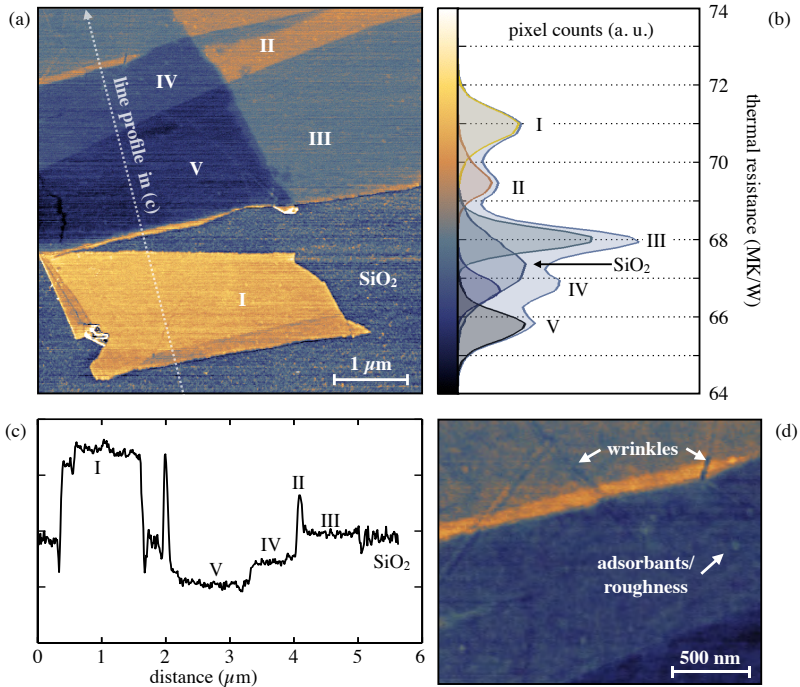 (a)
II
IV
III
V
line profile in (c)
SiO2
I
1 μm
(b)
pixel counts (a. u.)
74
72
I
70
II
III
68
SiO2
IV
66
V
64
thermal resistance (MK/W)
(c)
I
II
III
IV
V
SiO2
0 1 2 3 4 5 6
distance (μm)
(d)
wrinkles
adsorbants/
roughness
500 nm